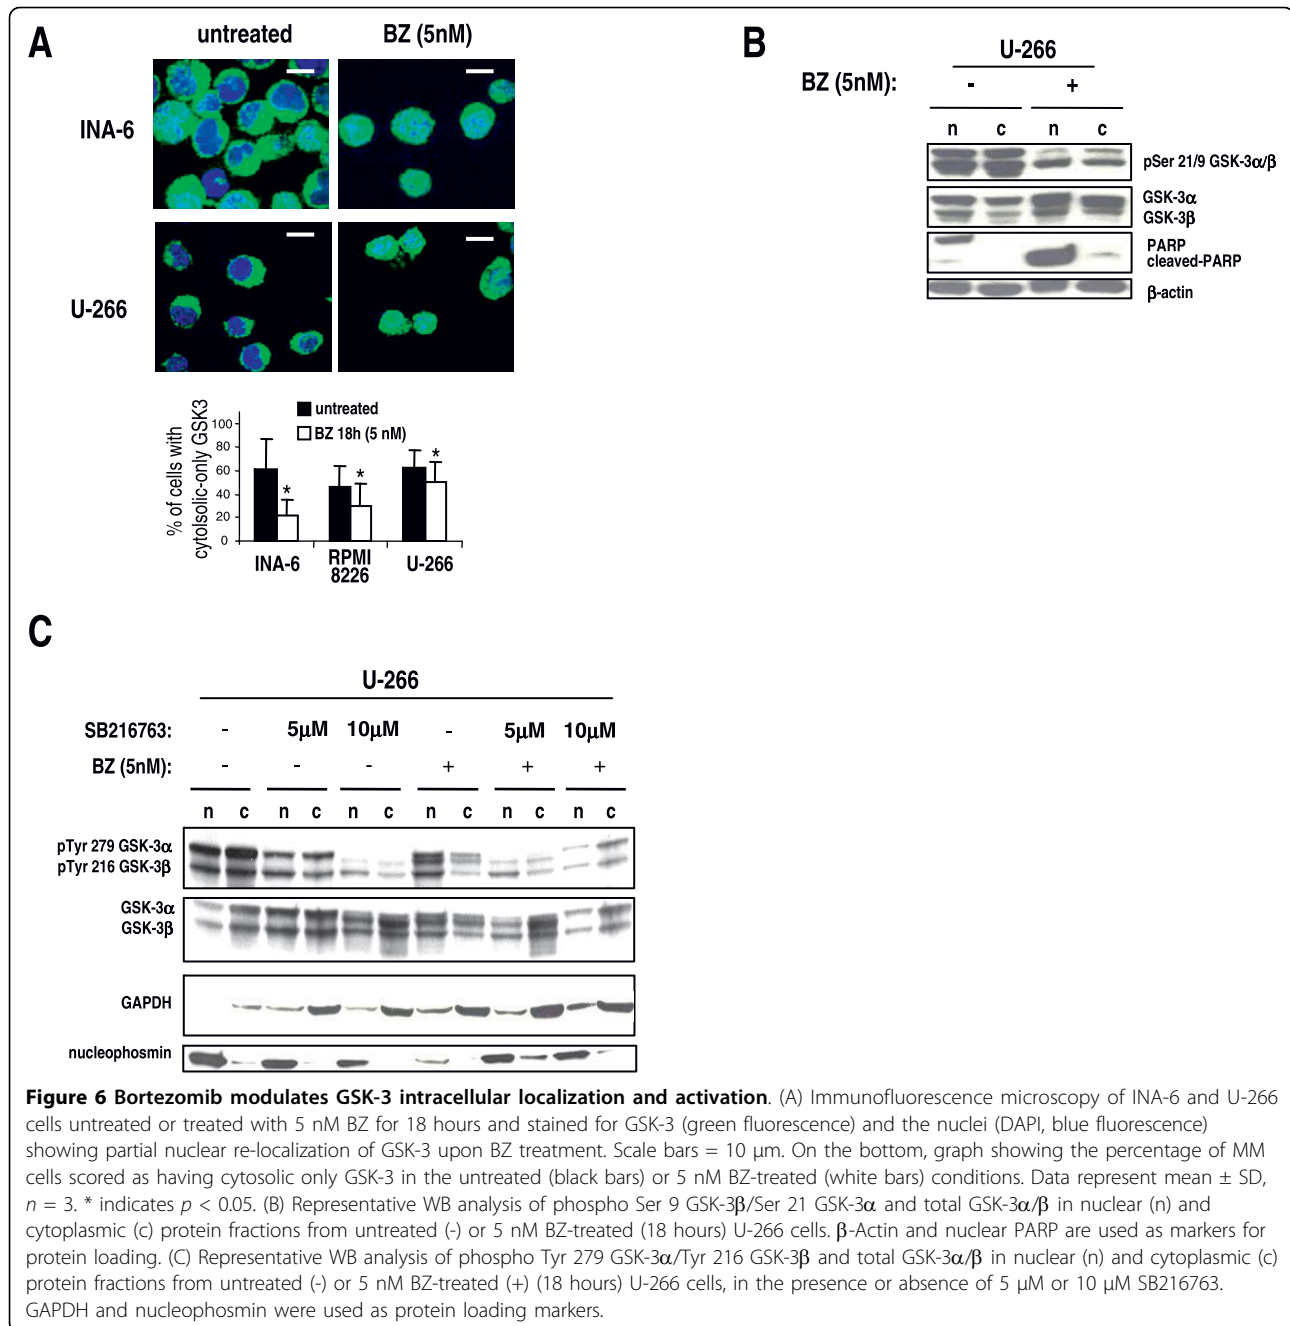 A
untreated BZ (5nM)
INA-6
U-266
% of cells with
cytolsolic-only GSK3
untreated
BZ 18h (5 nM)
100
80
60
40
20
0
* * *
INA-6 RPMI 8226 U-266
B
U-266
BZ (5nM): - +
n c n c
pSer 21/9 GSK-3α/β
GSK-3α
GSK-3β
PARP
cleaved-PARP
β-actin
C
U-266
SB216763: - 5µM 10µM - 5µM 10µM
BZ (5nM): - - - + + +
n c n c n c n c n c n c
pTyr 279 GSK-3α
pTyr 216 GSK-3β
GSK-3α
GSK-3β
GAPDH
nucleophosmin
Figure 6 Bortezomib modulates GSK-3 intracellular localization and activation. (A) Immunofluorescence microscopy of INA-6 and U-266
cells untreated or treated with 5 nM BZ for 18 hours and stained for GSK-3 (green fluorescence) and the nuclei (DAPI, blue fluorescence)
showing partial nuclear re-localization of GSK-3 upon BZ treatment. Scale bars = 10 µm. On the bottom, graph showing the percentage of MM
cells scored as having cytosolic only GSK-3 in the untreated (black bars) or 5 nM BZ-treated (white bars) conditions. Data represent mean ± SD,
n = 3. * indicates p < 0.05. (B) Representative WB analysis of phospho Ser 9 GSK-3β/Ser 21 GSK-3α and total GSK-3α/β in nuclear (n) and
cytoplasmic (c) protein fractions from untreated (-) or 5 nM BZ-treated (18 hours) U-266 cells. β-Actin and nuclear PARP are used as markers for
protein loading. (C) Representative WB analysis of phospho Tyr 279 GSK-3α/Tyr 216 GSK-3β and total GSK-3α/β in nuclear (n) and cytoplasmic (c)
protein fractions from untreated (-) or 5 nM BZ-treated (+) (18 hours) U-266 cells, in the presence or absence of 5 µM or 10 µM SB216763.
GAPDH and nucleophosmin were used as protein loading markers.